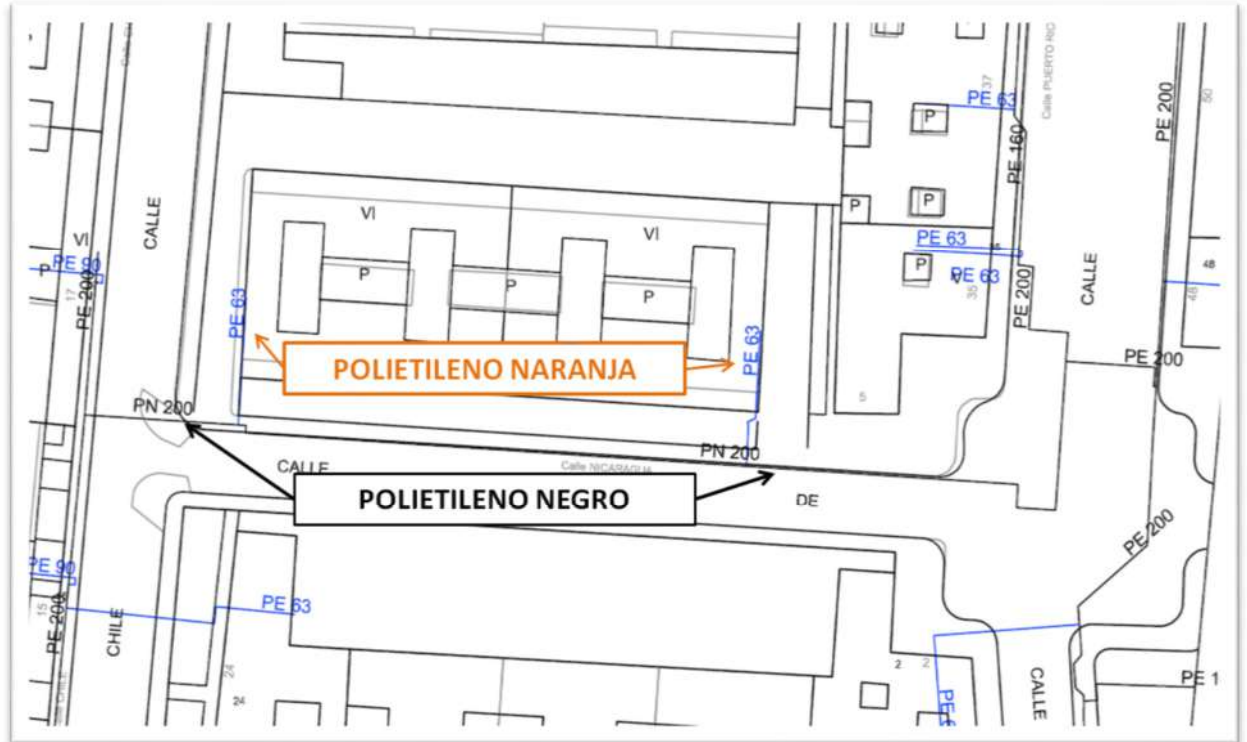 Calle PUERTO RIC
37
PE 63
PE 200
50
P
PE 160
CALLE
VI
VI
P
P
VI
PE 63
48
P
PE 90
P
P
P
P
PE 63
CALLE
17
PE 200
35
PE 200
48
PE 63
PE 63
POLIETILENO NARANJA
PE 200
5
PN 200
PN 200
CALLE
Calle NICARAGUA
POLIETILENO NEGRO
DE
PE 200
PE 90
15
PE 200
PE 63
CHILE
24
24
2
2
CALLE
PE 1